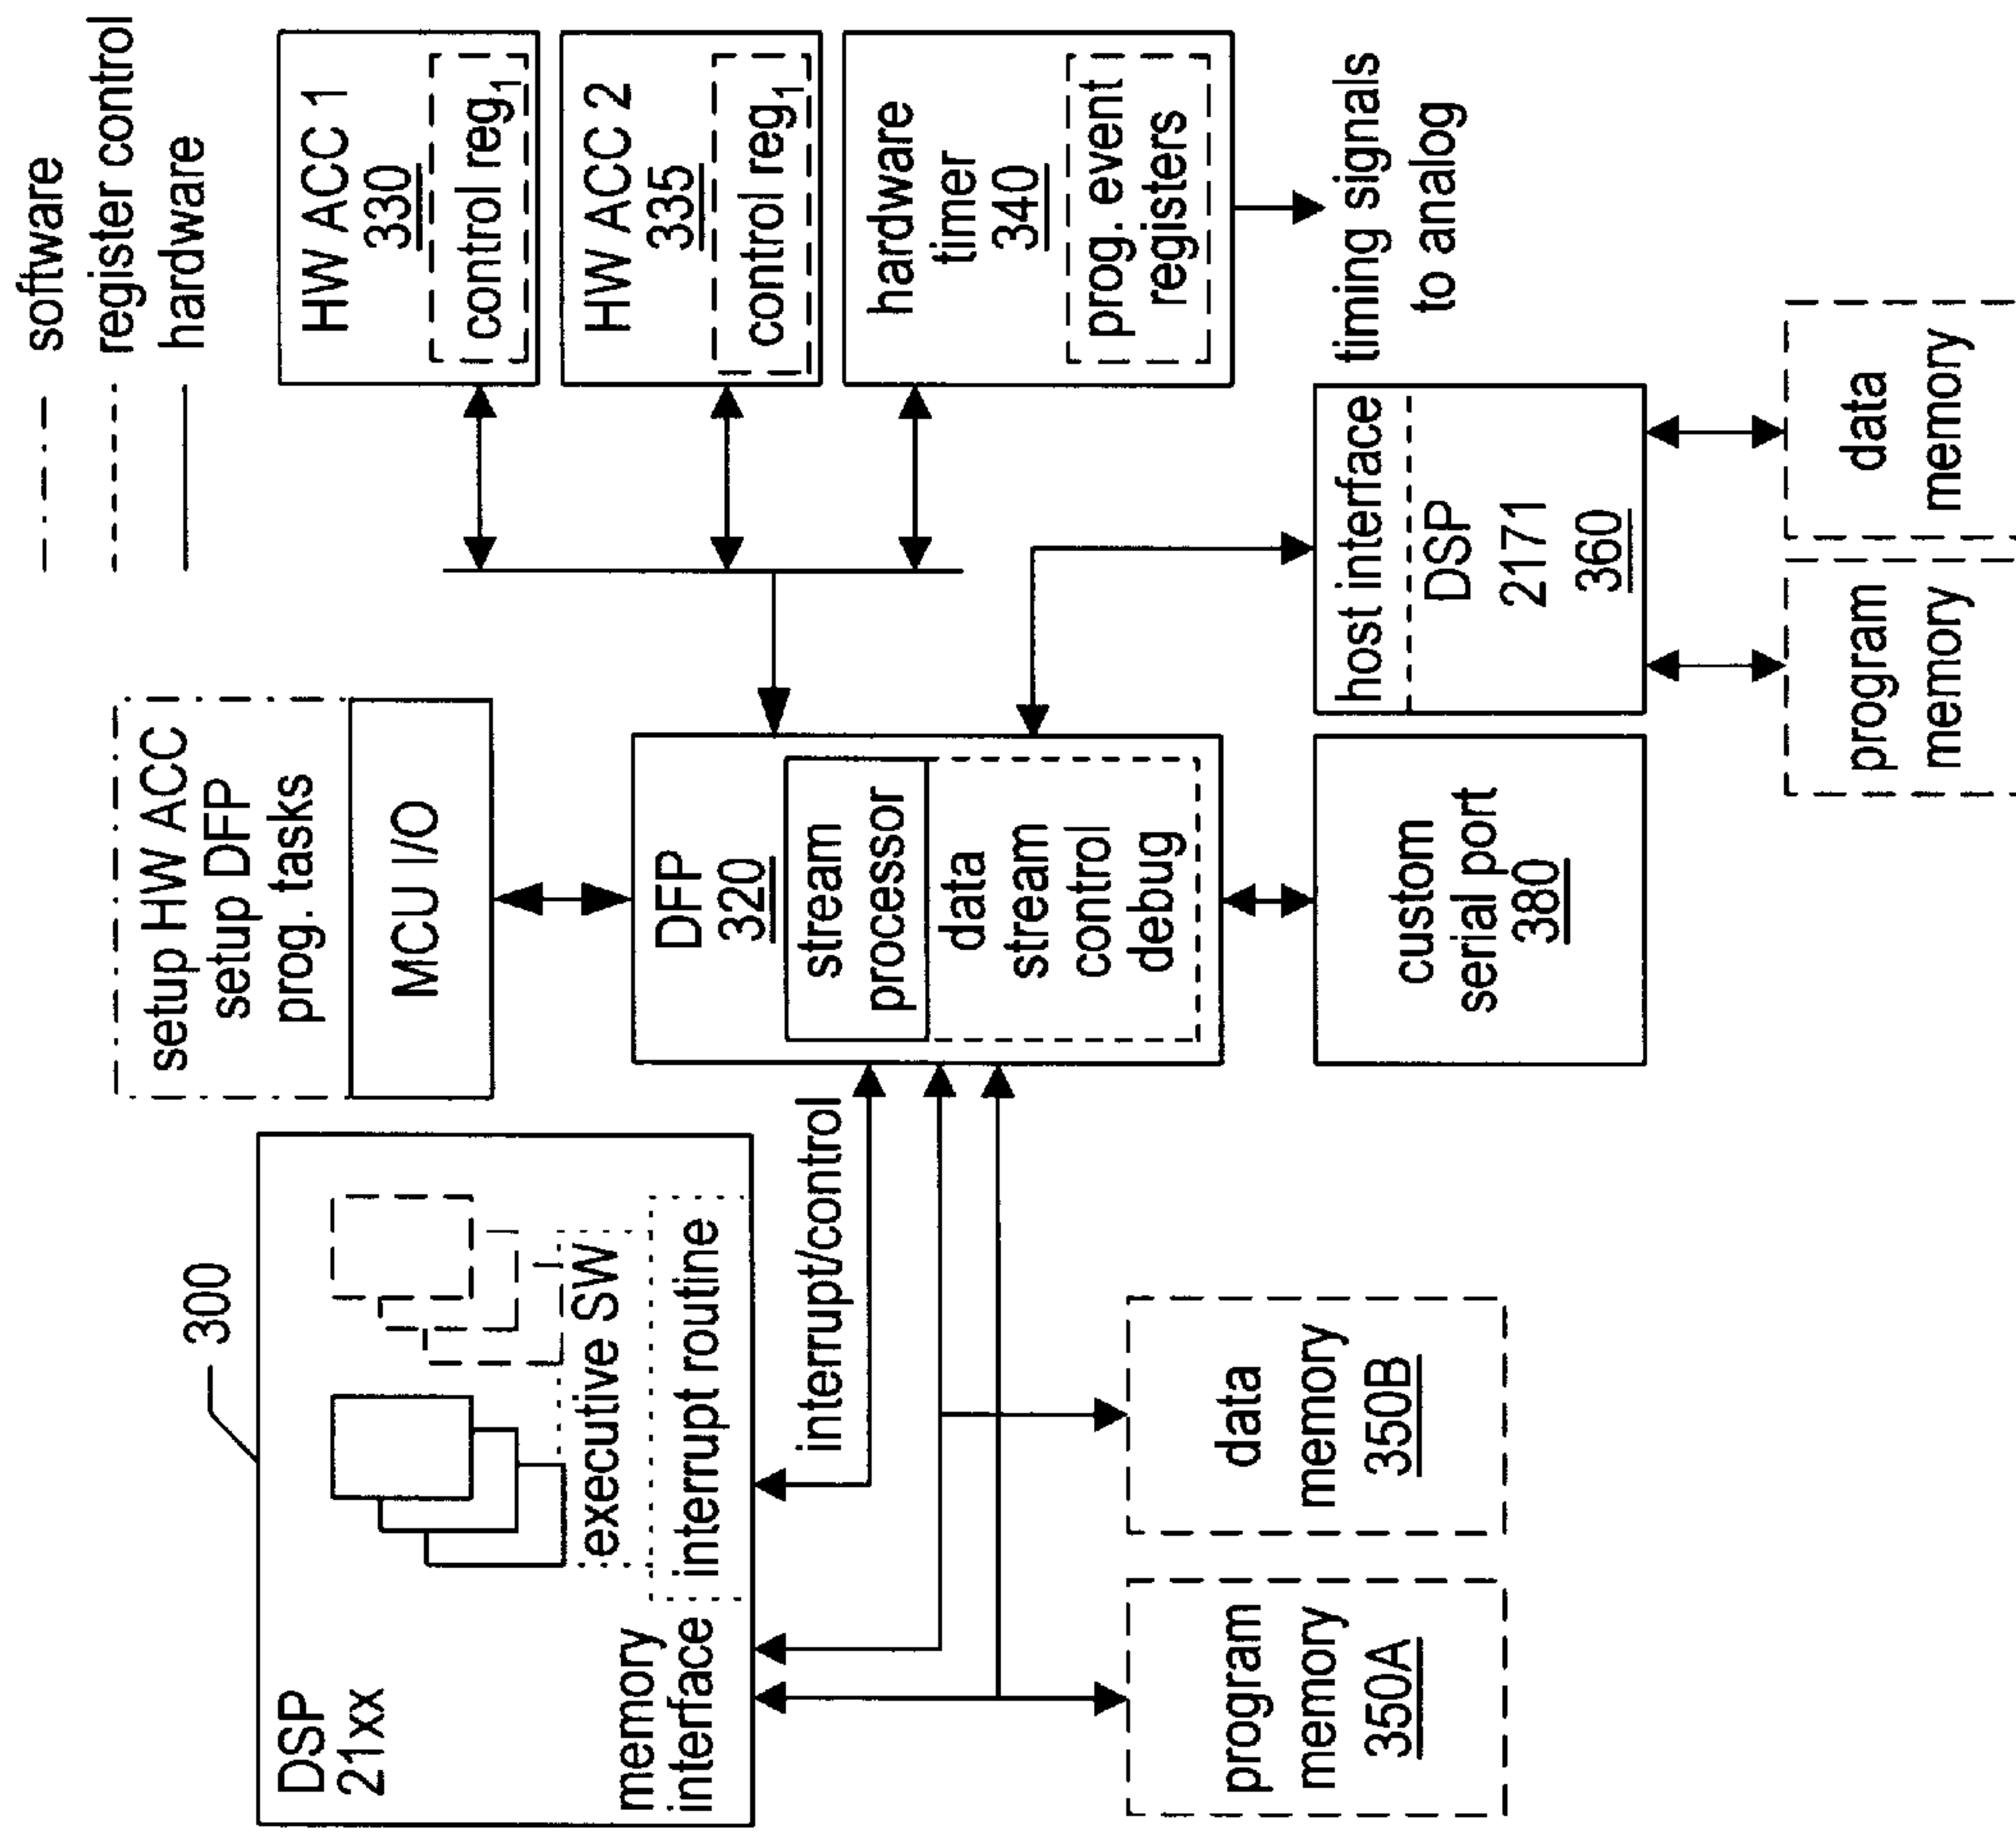 software
register control
hardware
300
DSP
21xx
memory
interface
executive SW
interrupt routine
setup HW ACC
setup DFP
prog. tasks
MCU I/O
HW ACC 1
330
control reg1
HW ACC 2
335
control reg1
hardware
timer
340
prog. event
registers
timing signals
to analog
interrupt/control
DFP
320
stream
processor
data
stream
control
debug
host interface
DSP
2171
360
custom
serial port
380
program
memory
350A
data
memory
350B
program
memory
data
memory